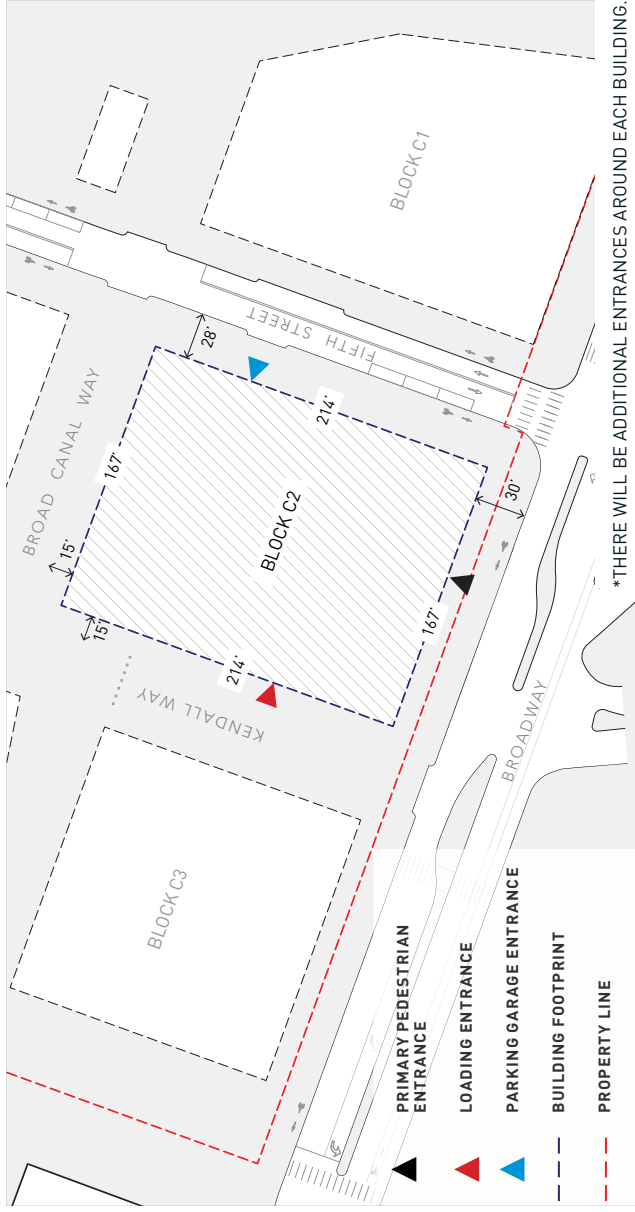 BROAD CANAL WAY
FIFTH STREET
KENDALL WAY
BROADWAY
BLOCK C1
BLOCK C2
BLOCK C3
167'
15'
15'
28'
214'
214'
167'
30'
PRIMARY PEDESTRIAN
ENTRANCE
LOADING ENTRANCE
PARKING GARAGE ENTRANCE
BUILDING FOOTPRINT
PROPERTY LINE
*THERE WILL BE ADDITIONAL ENTRANCES AROUND EACH BUILDING.